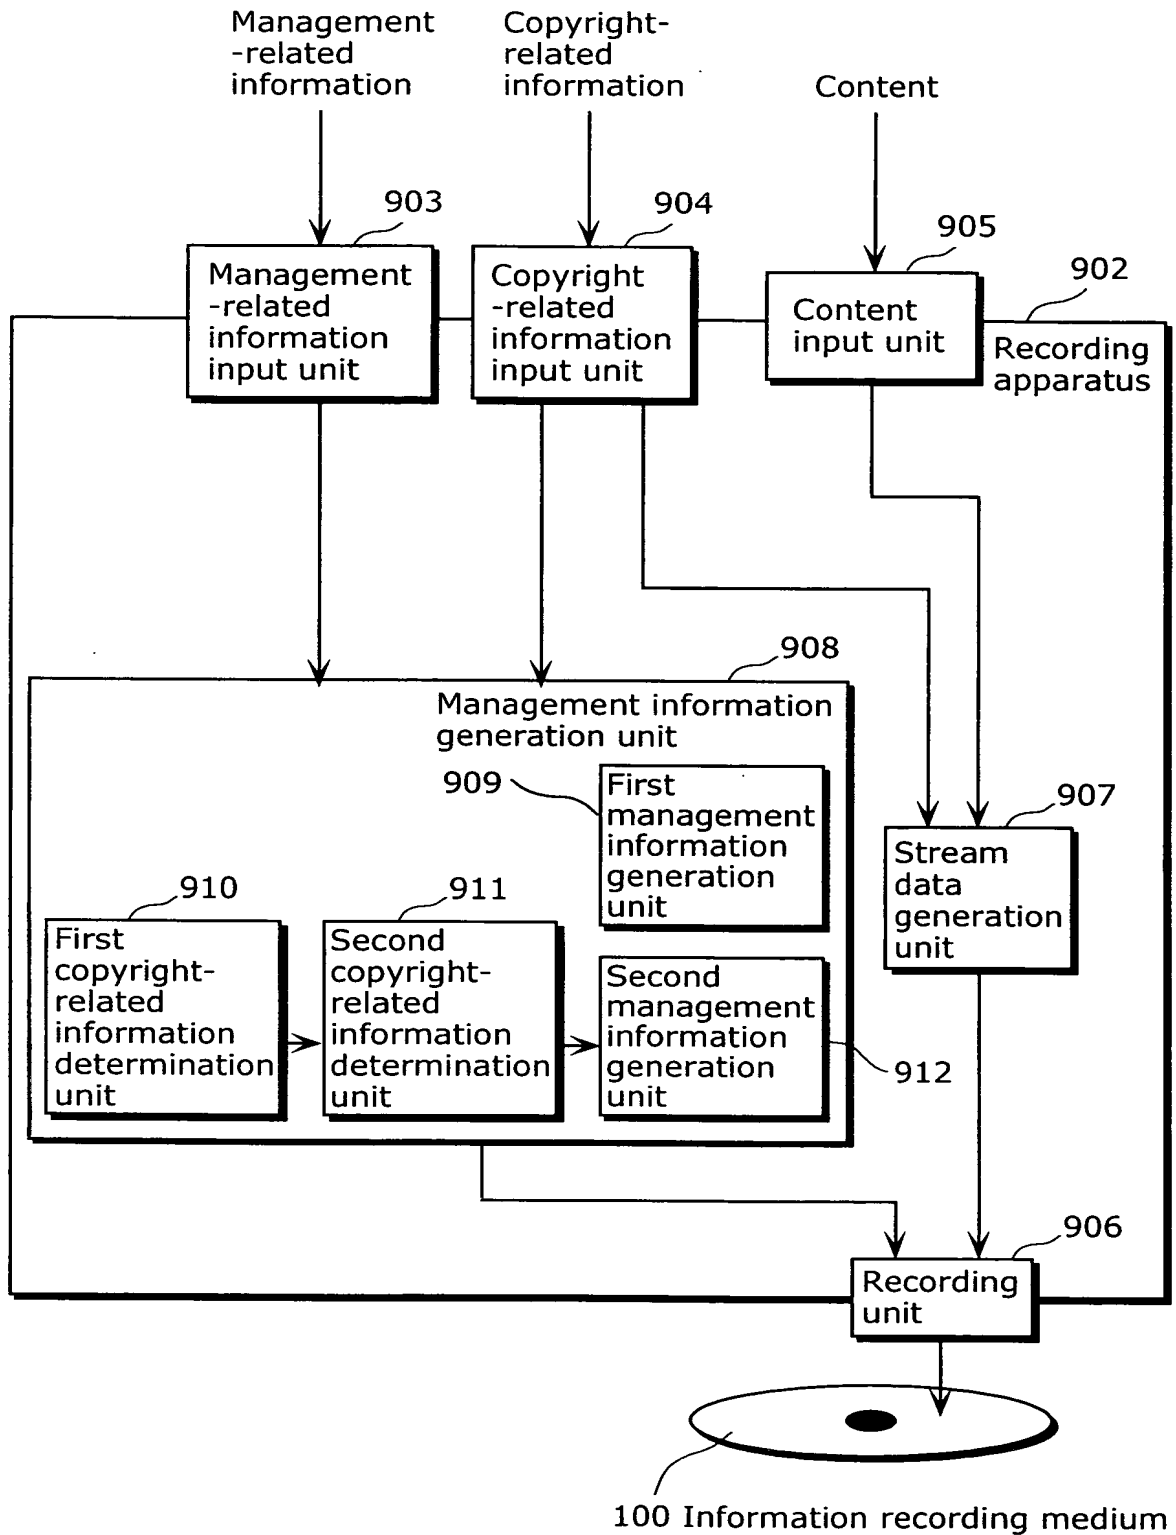 Management
-related
information
Copyright-
related
information
Content
903
904
905
902
Management
-related
information
input unit
Copyright
-related
information
input unit
Content
input unit
Recording
apparatus
908
Management information
generation unit
909
First
management
information
generation
unit
907
Stream
data
generation
unit
910
First
copyright-
related
information
determination
unit
911
Second
copyright-
related
information
determination
unit
Second
management
information
generation
unit
912
906
Recording
unit
100 Information recording medium